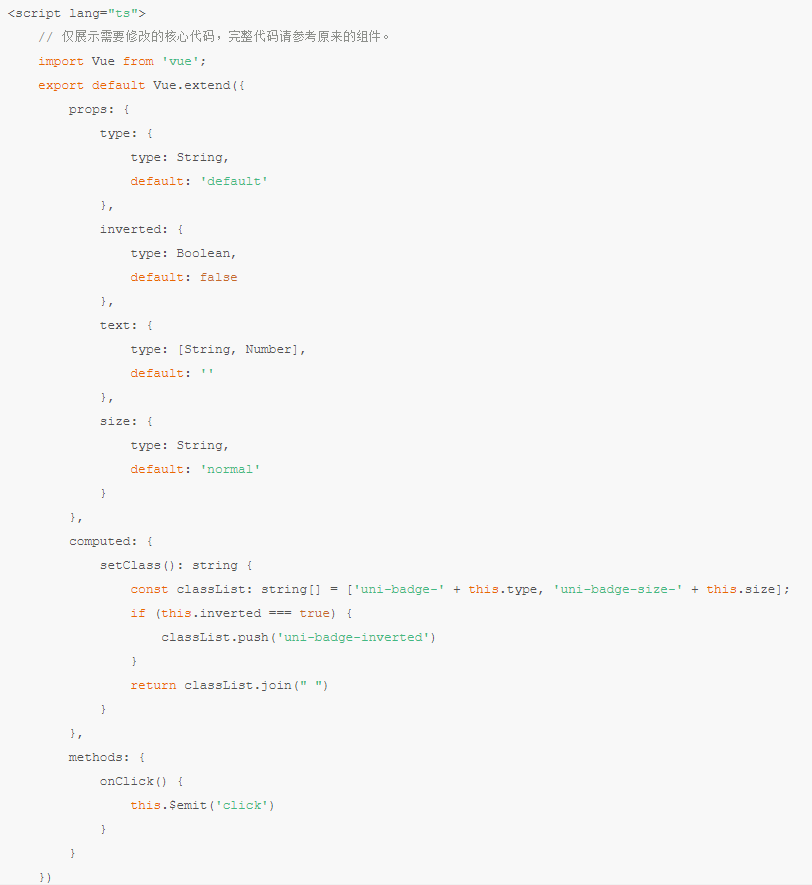 <script lang="ts">
    // 仅展示需要修改的核心代码，完整代码请参考原来的组件。
    import Vue from 'vue';
    export default Vue.extend({
        props: {
            type: {
                type: String,
                default: 'default'
            },
            inverted: {
                type: Boolean,
                default: false
            },
            text: {
                type: [String, Number],
                default: ''
            },
            size: {
                type: String,
                default: 'normal'
            }
        },
        computed: {
            setClass(): string {
                const classList: string[] = ['uni-badge-' + this.type, 'uni-badge-size-' + this.size];
                if (this.inverted === true) {
                    classList.push('uni-badge-inverted')
                }
                return classList.join(" ")
            }
        },
        methods: {
            onClick() {
                this.$emit('click')
            }
        }
    })